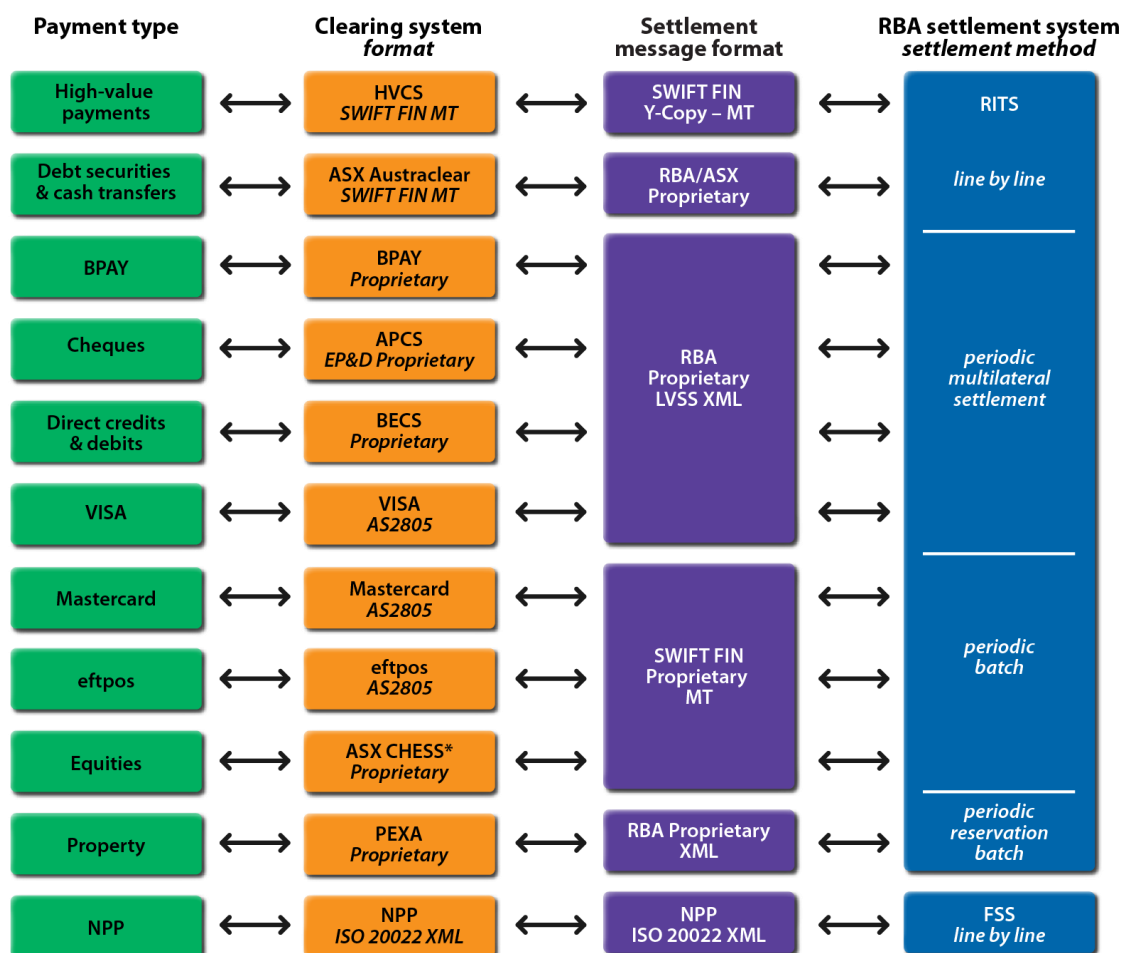 Payment type
Clearing system
format
Settlement
message format
RBA settlement system
settlement method
High-value
payments
HVCS
SWIFT FIN MT
SWIFT FIN
Y-Copy – MT
RITS
Debt securities
& cash transfers
ASX Austraclear
SWIFT FIN MT
RBA/ASX
Proprietary
line by line
BPAY
BPAY
Proprietary
Cheques
APCS
EP&D Proprietary
RBA
Proprietary
LVSS XML
periodic
multilateral
settlement
Direct credits
& debits
BECS
Proprietary
VISA
VISA
AS2805
Mastercard
Mastercard
AS2805
eftpos
eftpos
AS2805
SWIFT FIN
Proprietary
MT
periodic
batch
Equities
ASX CHESS*
Proprietary
Property
PEXA
Proprietary
RBA Proprietary
XML
periodic
reservation
batch
NPP
NPP
ISO 20022 XML
NPP
ISO 20022 XML
FSS
line by line